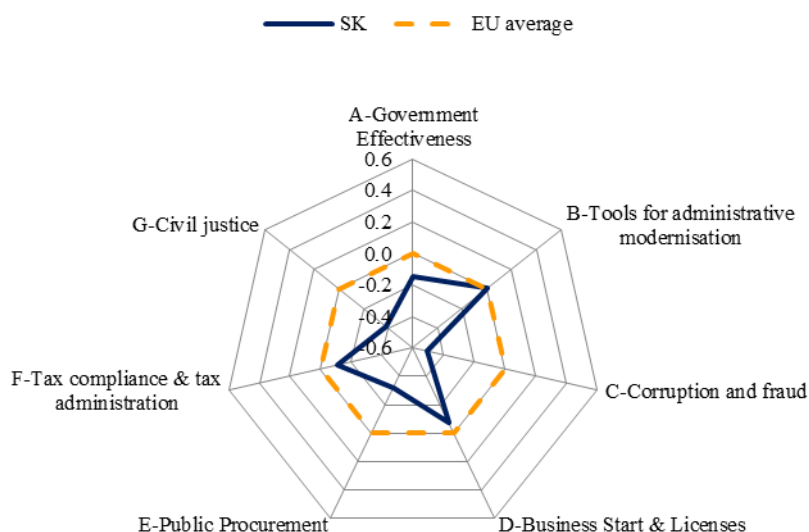 SK EU average
A-Government
Effectiveness
0.6
0.4
0.2
0.0
-0.2
-0.4
-0.6
B-Tools for administrative
modernisation
C-Corruption and fraud
D-Business Start & Licenses
E-Public Procurement
F-Tax compliance & tax
administration
G-Civil justice